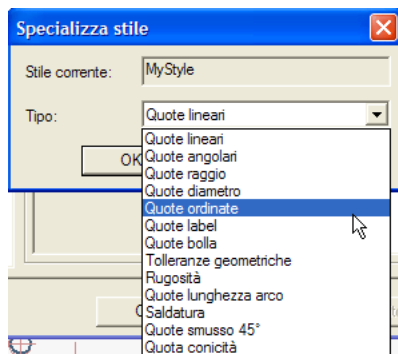 Specializza stile
Stile corrente: MyStyle
Tipo: Quote lineari
Quote lineari
OK Quote angolari
Quote raggio
Quote diametro
Quote ordinate
Quote label
Quote bolla
Tolleranze geometriche
Rugosità
Quote lunghezza arco
Saldatura
Quote smusso 45°
Quota conicità